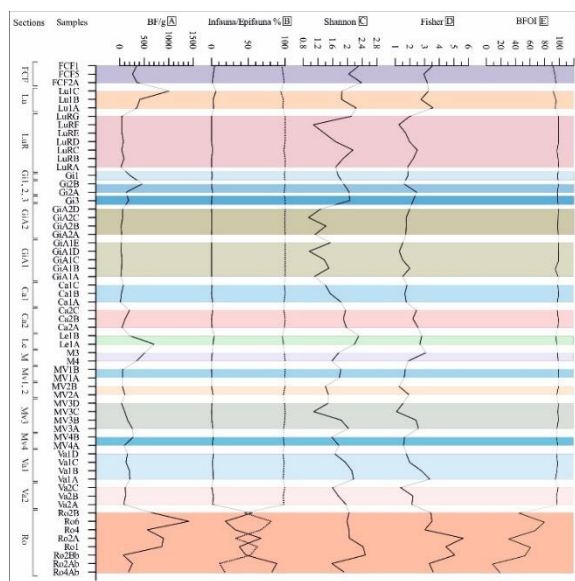 Sections Samples BF/g A Infauna/Epifauna % B Shannon C Fisher D BFOI E
0 500 1000 1500 0 50 100 0.8 1.2 1.6 2 2.4 2.8 1 2 3 4 5 6 7 0 20 40 60 80 100
FCF
FCF1
FCF5
FCF2A
Lu
Lu1C
Lu1B
Lu1A
LuR
LuRG
LuRF
LuRE
LuRD
LuRC
LuRB
LuRA
Gi1, 2, 3
Gi1
Gi2B
Gi2A
Gi3
GiA2
GiA2D
GiA2C
GiA2B
GiA2A
GiA1
GiA1E
GiA1D
GiA1C
GiA1B
GiA1A
Ca1
Ca1C
Ca1B
Ca1A
Ca2
Ca2C
Ca2B
Ca2A
Le
Le1B
Le1A
M
M3
M4
Mv1, 2
MV1B
MV1A
MV2B
MV2A
Mv3
MV3D
MV3C
MV3B
MV3A
Mv4
MV4B
MV4A
Va1
Va1D
Va1C
Va1B
Va1A
Va2
Va2C
Va2B
Va2A
Ro
Ro2B
Ro6
Ro4
Ro2A
Ro1
Ro2Bb
Ro2Ab
Ro4Ab